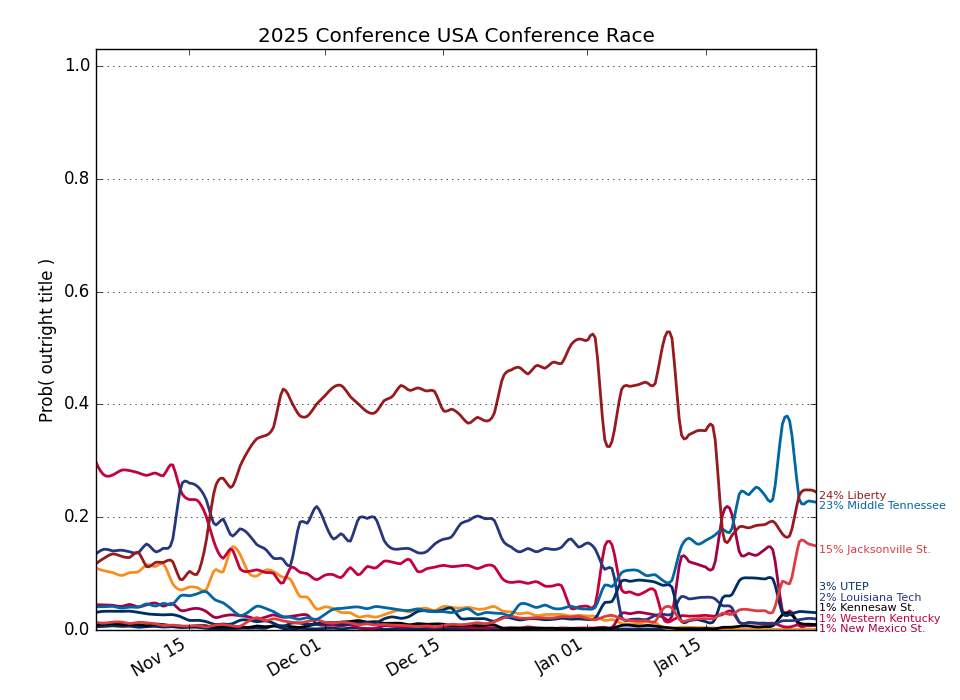 2025 Conference USA Conference Race
Prob( outright title )
1.0
0.8
0.6
0.4
0.2
0.0
24% Liberty
23% Middle Tennessee
15% Jacksonville St.
3% UTEP
2% Louisiana Tech
1% Kennesaw St.
1% Western Kentucky
1% New Mexico St.
Nov 15
Dec 01
Dec 15
Jan 01
Jan 15